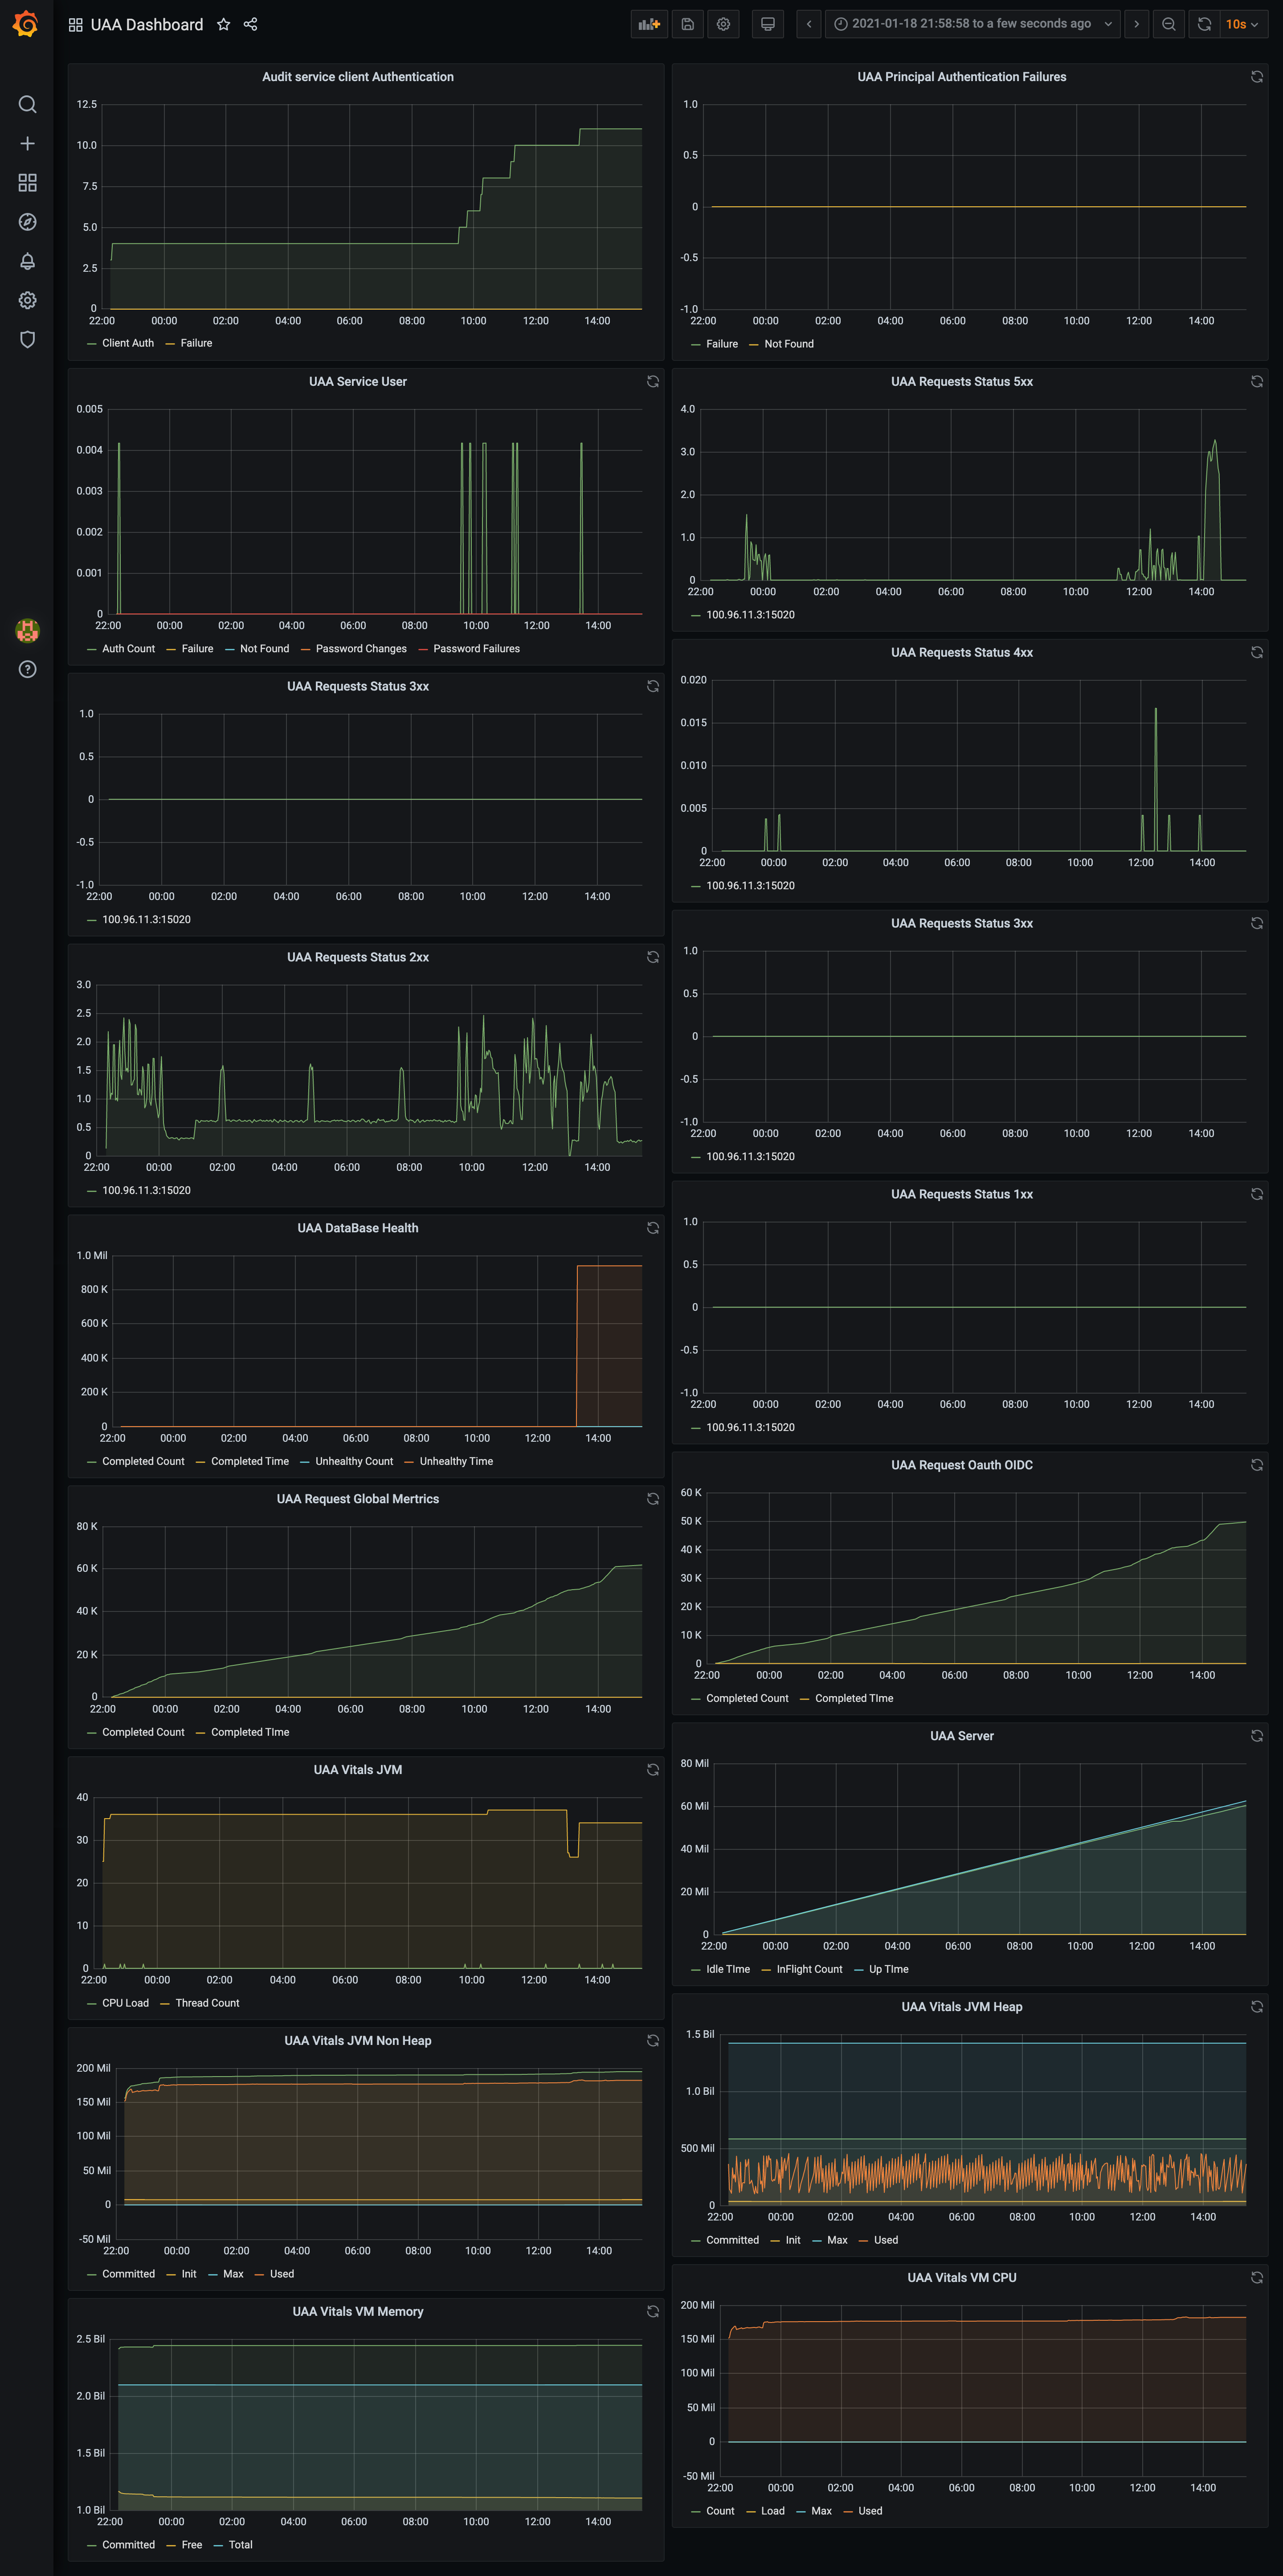 UAA Dashboard
2021-01-18 21:58:58 to a few seconds ago
10s
Audit service client Authentication
12.5
10.0
7.5
5.0
2.5
0
22:00 00:00 02:00 04:00 06:00 08:00 10:00 12:00 14:00
Client Auth Failure
UAA Principal Authentication Failures
1.0
0.5
0
-0.5
-1.0
22:00 00:00 02:00 04:00 06:00 08:00 10:00 12:00 14:00
Failure Not Found
UAA Service User
0.005
0.004
0.003
0.002
0.001
0
22:00 00:00 02:00 04:00 06:00 08:00 10:00 12:00 14:00
Auth Count Failure Not Found Password Changes Password Failures
UAA Requests Status 5xx
4.0
3.0
2.0
1.0
0
22:00 00:00 02:00 04:00 06:00 08:00 10:00 12:00 14:00
100.96.11.3:15020
UAA Requests Status 3xx
1.0
0.5
0
-0.5
-1.0
22:00 00:00 02:00 04:00 06:00 08:00 10:00 12:00 14:00
100.96.11.3:15020
UAA Requests Status 4xx
0.020
0.015
0.010
0.005
0
22:00 00:00 02:00 04:00 06:00 08:00 10:00 12:00 14:00
100.96.11.3:15020
UAA Requests Status 2xx
3.0
2.5
2.0
1.5
1.0
0.5
0
22:00 00:00 02:00 04:00 06:00 08:00 10:00 12:00 14:00
100.96.11.3:15020
UAA Requests Status 3xx
1.0
0.5
0
-0.5
-1.0
22:00 00:00 02:00 04:00 06:00 08:00 10:00 12:00 14:00
100.96.11.3:15020
UAA DataBase Health
1.0 Mil
800 K
600 K
400 K
200 K
0
22:00 00:00 02:00 04:00 06:00 08:00 10:00 12:00 14:00
Completed Count Completed Time Unhealthy Count Unhealthy Time
UAA Requests Status 1xx
1.0
0.5
0
-0.5
-1.0
22:00 00:00 02:00 04:00 06:00 08:00 10:00 12:00 14:00
100.96.11.3:15020
UAA Request Global Mertrics
80 K
60 K
40 K
20 K
0
22:00 00:00 02:00 04:00 06:00 08:00 10:00 12:00 14:00
Completed Count Completed TIme
UAA Request Oauth OIDC
60 K
50 K
40 K
30 K
20 K
10 K
0
22:00 00:00 02:00 04:00 06:00 08:00 10:00 12:00 14:00
Completed Count Completed TIme
UAA Vitals JVM
40
30
20
10
0
22:00 00:00 02:00 04:00 06:00 08:00 10:00 12:00 14:00
CPU Load Thread Count
UAA Server
80 Mil
60 Mil
40 Mil
20 Mil
0
22:00 00:00 02:00 04:00 06:00 08:00 10:00 12:00 14:00
Idle TIme InFlight Count Up TIme
UAA Vitals JVM Non Heap
200 Mil
150 Mil
100 Mil
50 Mil
0
-50 Mil
22:00 00:00 02:00 04:00 06:00 08:00 10:00 12:00 14:00
Committed Init Max Used
UAA Vitals JVM Heap
1.5 Bil
1.0 Bil
500 Mil
0
22:00 00:00 02:00 04:00 06:00 08:00 10:00 12:00 14:00
Committed Init Max Used
UAA Vitals VM Memory
2.5 Bil
2.0 Bil
1.5 Bil
1.0 Bil
22:00 00:00 02:00 04:00 06:00 08:00 10:00 12:00 14:00
Committed Free Total
UAA Vitals VM CPU
200 Mil
150 Mil
100 Mil
50 Mil
0
-50 Mil
22:00 00:00 02:00 04:00 06:00 08:00 10:00 12:00 14:00
Count Load Max Used